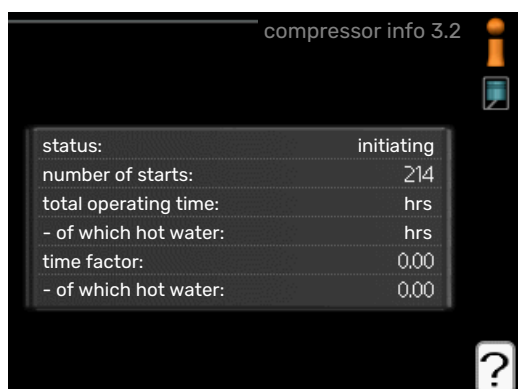 compressor info 3.2
status: initiating
number of starts: 214
total operating time: hrs
- of which hot water: hrs
time factor: 0.00
- of which hot water: 0.00
?